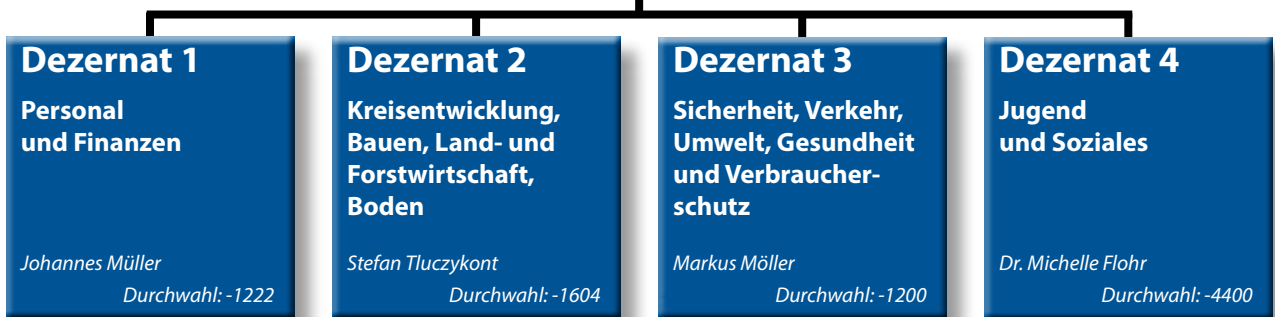 Dezernat 1
Personal
und Finanzen
Johannes Müller
Durchwahl: -1222
Dezernat 2
Kreisentwicklung,
Bauen, Land- und
Forstwirtschaft,
Boden
Stefan Tluczykont
Durchwahl: -1604
Dezernat 3
Sicherheit, Verkehr,
Umwelt, Gesundheit
und Verbraucher-
schutz
Markus Möller
Durchwahl: -1200
Dezernat 4
Jugend
und Soziales
Dr. Michelle Flohr
Durchwahl: -4400